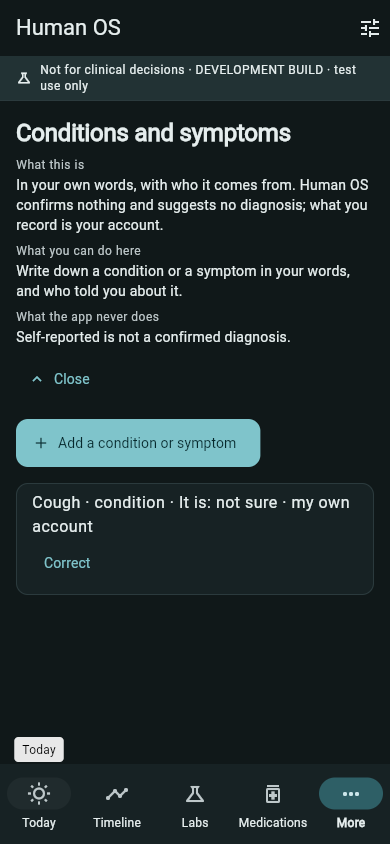 Human OS
Not for clinical decisions · DEVELOPMENT BUILD · test
use only
Conditions and symptoms
What this is
In your own words, with who it comes from. Human OS
confirms nothing and suggests no diagnosis; what you
record is your account.
What you can do here
Write down a condition or a symptom in your words,
and who told you about it.
What the app never does
Self-reported is not a confirmed diagnosis.
Close
Add a condition or symptom
Cough · condition · It is: not sure · my own
account
Correct
Today
Today
Timeline
Labs
Medications
More